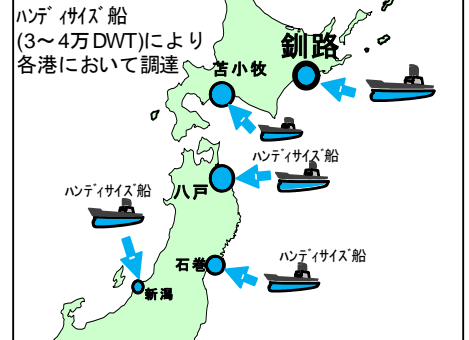 ﾊﾝﾃﾞｨｻｲｽﾞ船
(3～4万DWT)により
各港において調達
釧路
苫小牧
ﾊﾝﾃﾞｨｻｲｽﾞ船
八戸
ﾊﾝﾃﾞｨｻｲｽﾞ船
石巻
ﾊﾝﾃﾞｨｻｲｽﾞ船
新潟